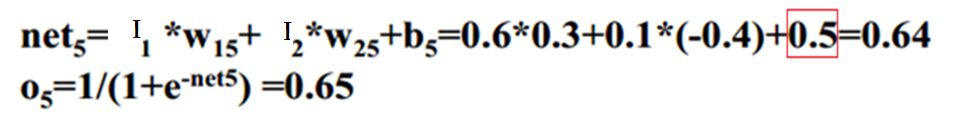 net₅= I₁ *w₁₅+ I₂*w₂₅+b₅=0.6*0.3+0.1*(-0.4)+0.5=0.64
o₅=1/(1+e⁻ⁿᵉᵗ⁵) =0.65